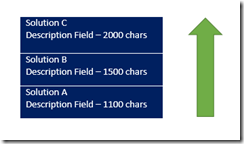 Solution C
Description Field – 2000 chars
Solution B
Description Field – 1500 chars
Solution A
Description Field – 1100 chars